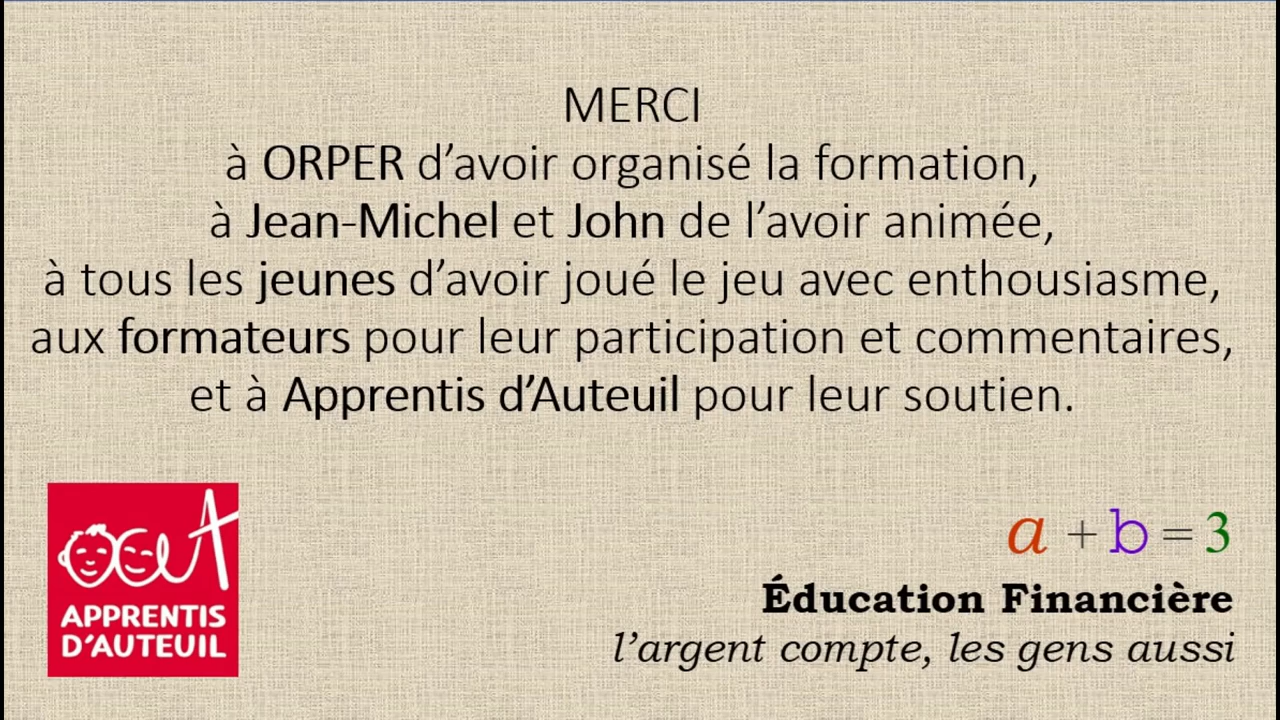 MERCI
à ORPER d’avoir organisé la formation,
à Jean-Michel et John de l’avoir animée,
à tous les jeunes d’avoir joué le jeu avec enthousiasme,
aux formateurs pour leur participation et commentaires,
et à Apprentis d’Auteuil pour leur soutien.
APPRENTIS
D’AUTEUIL
a + b = 3
Éducation Financière
l’argent compte, les gens aussi